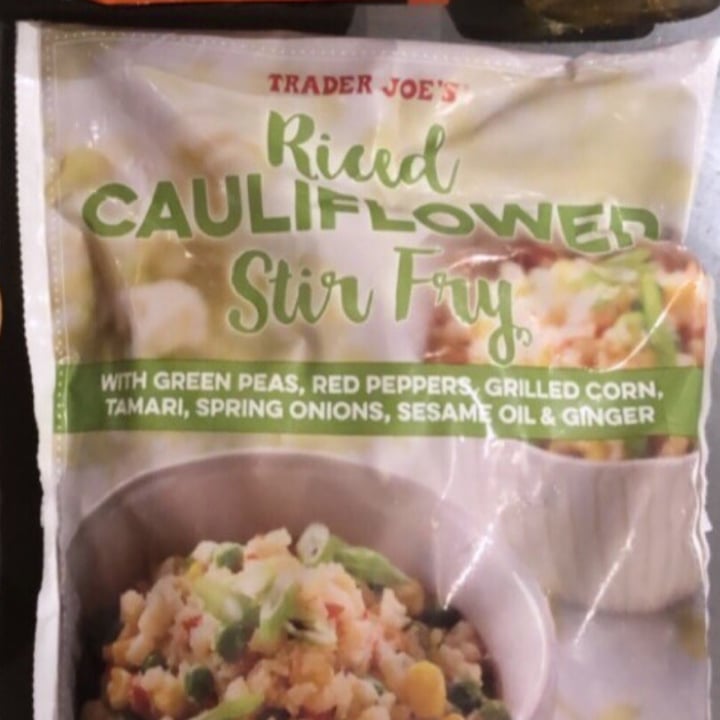 TRADER JOE'S
Riced
CAULIFLOWER
Stir Fry
WITH GREEN PEAS, RED PEPPERS, GRILLED CORN,
TAMARI, SPRING ONIONS, SESAME OIL & GINGER